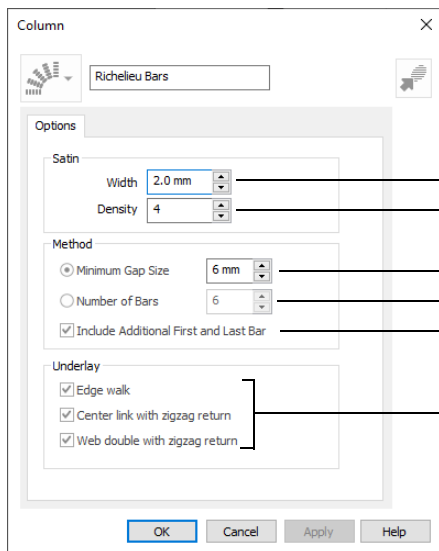 Column
Richelieu Bars
Options
Satin
Width 2.0 mm
Density 4
Method
Minimum Gap Size 6 mm
Number of Bars 6
Include Additional First and Last Bar
Underlay
Edge walk
Center link with zigzag return
Web double with zigzag return
OK Cancel Apply Help